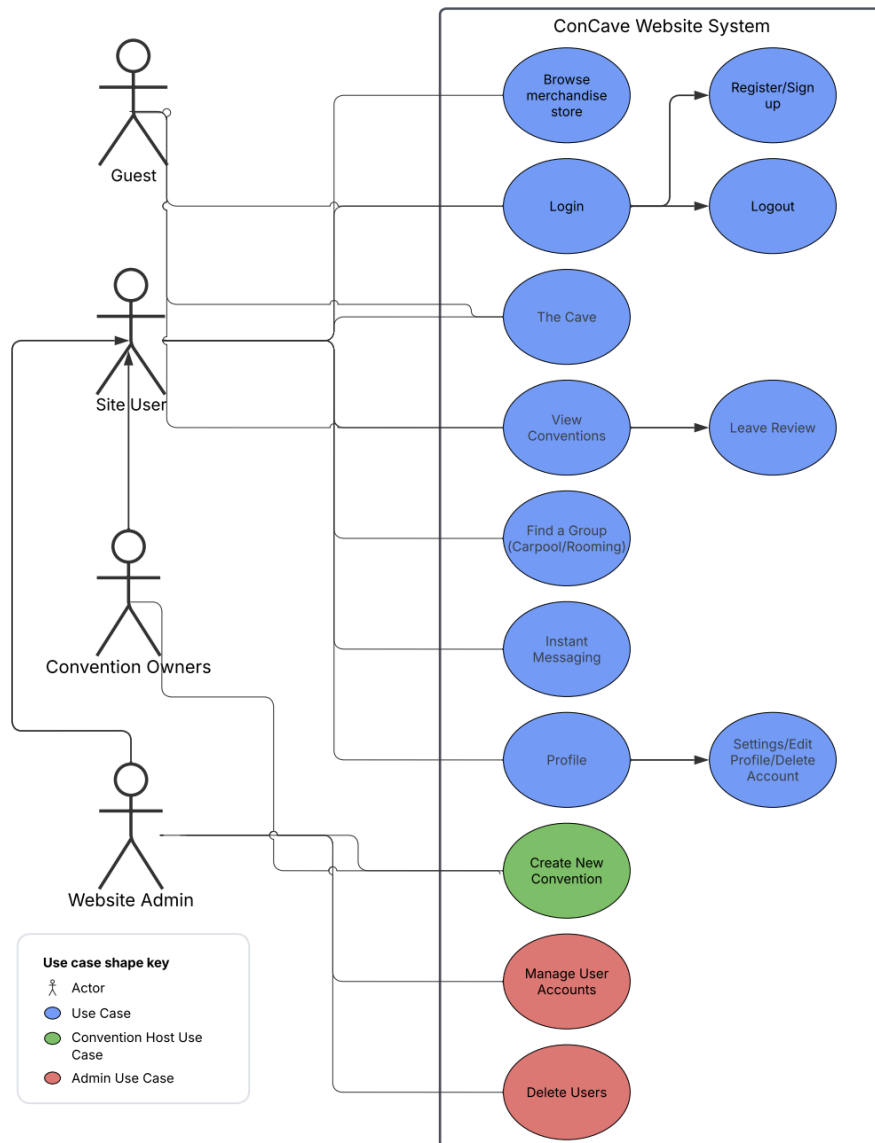 ConCave Website System
Browse
merchandise
store
Register/Sign
up
Guest
Login
Logout
The Cave
Site User
View
Conventions
Leave Review
Find a Group
(Carpool/Rooming)
Convention Owners
Instant
Messaging
Profile
Settings/Edit
Profile/Delete
Account
Website Admin
Create New
Convention
Manage User
Accounts
Delete Users
Use case shape key
Actor
Use Case
Convention Host Use
Case
Admin Use Case